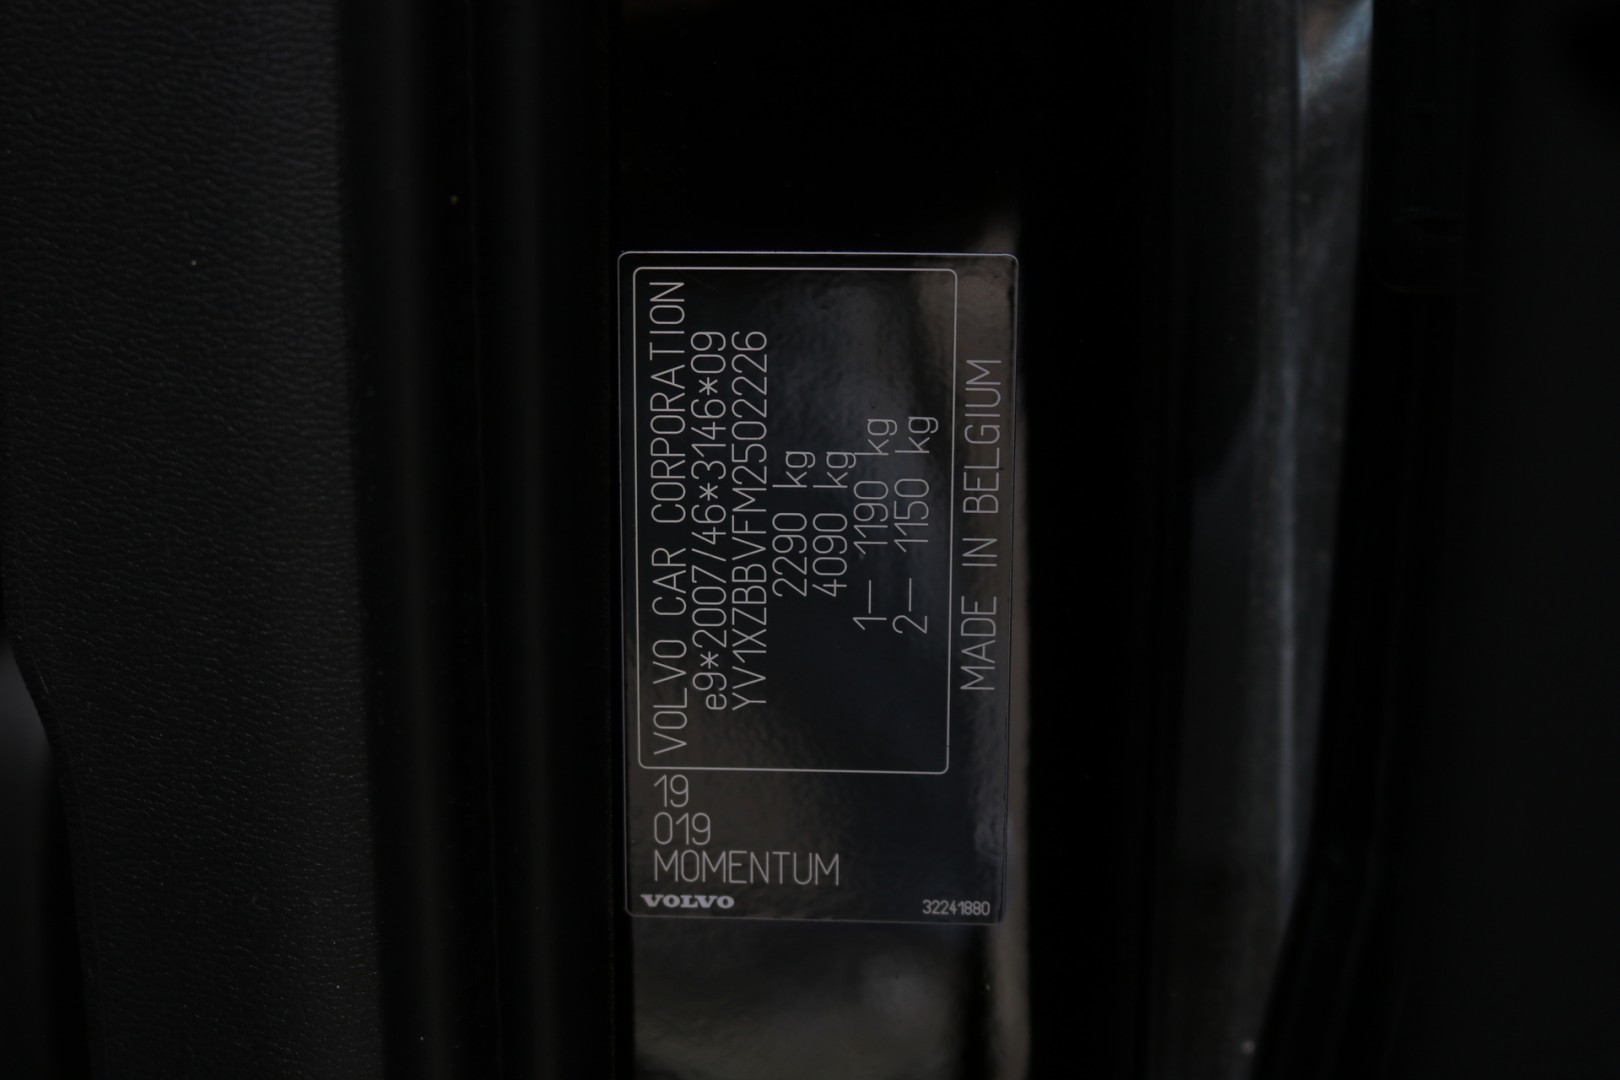 VOLVO CAR CORPORATION
e9*2007/46*3146*09
YV1XZBBVFM2502226
2290 kg
4090 kg
1— 1190 kg
2— 1150 kg
MADE IN BELGIUM
19
019
MOMENTUM
VOLVO
32241880